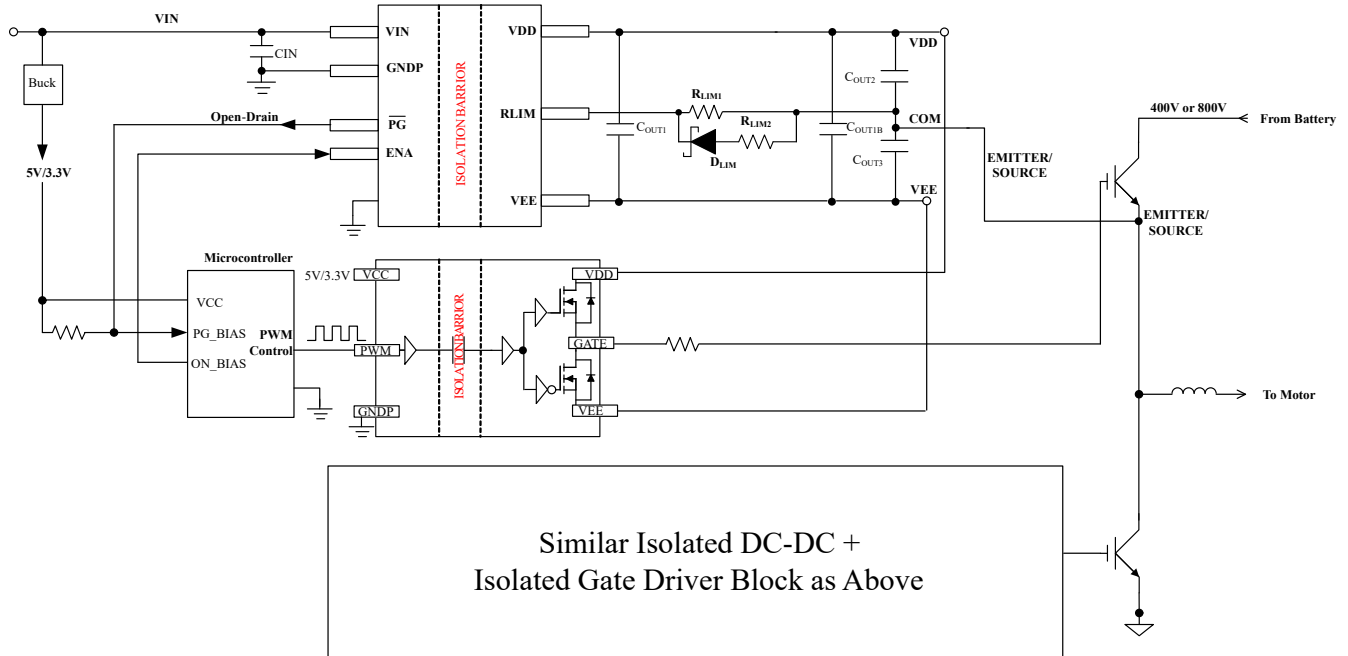 VIN
VIN
CIN
GNDP
Buck
Open-Drain
PG
ENA
5V/3.3V
ISOLATION BARRIOR
VDD
RLIM
VEE
COUT1
RLIM1
RLIM2
DLIM
COUT1B
VDD
COUT2
COM
COUT3
VEE
EMITTER/
SOURCE
400V or 800V
From Battery
EMITTER/
SOURCE
Microcontroller
VCC
PG_BIAS
ON_BIAS
PWM
Control
5V/3.3V
VCC
PWM
GNDP
ISOLATION BARRIOR
VDD
GATE
VEE
To Motor
Similar Isolated DC-DC +
Isolated Gate Driver Block as Above